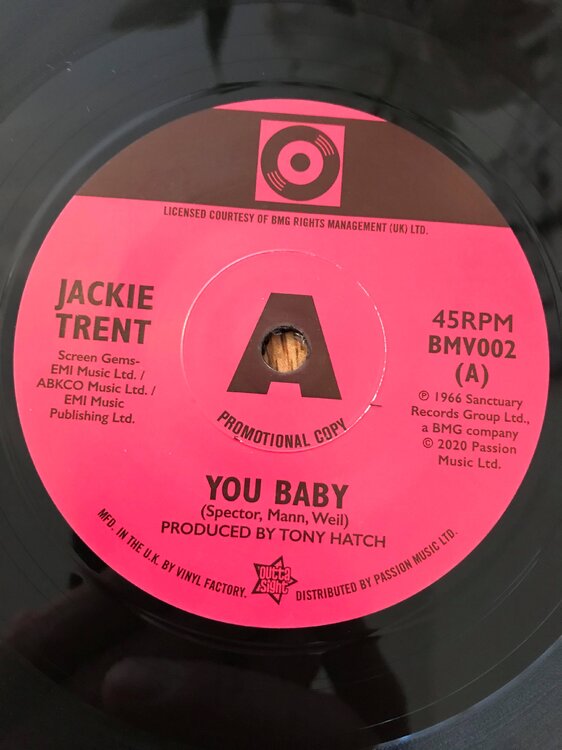 LICENSED COURTESY OF BMG RIGHTS MANAGEMENT (UK) LTD.
JACKIE
TRENT
Screen Gems-
EMI Music Ltd. /
ABKCO Music Ltd. /
EMI Music
Publishing Ltd.
A
PROMOTIONAL COPY
45RPM
BMV002
(A)
℗ 1966 Sanctuary
Records Group Ltd.,
a BMG company
© 2020 Passion
Music Ltd.
YOU BABY
(Spector, Mann, Weil)
PRODUCED BY TONY HATCH
MFD. IN THE U.K. BY VINYL FACTORY.
outta
sight
DISTRIBUTED BY PASSION MUSIC LTD.